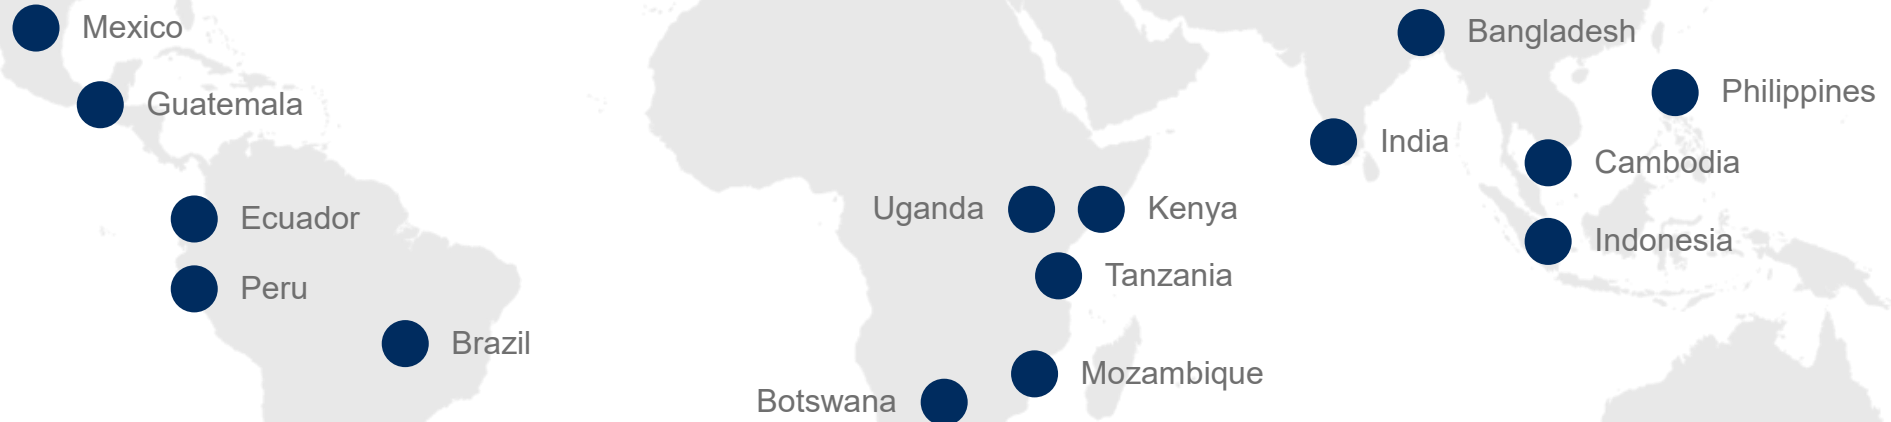 Mexico
Guatemala
Ecuador
Peru
Brazil
Uganda
Kenya
Tanzania
Mozambique
Botswana
Bangladesh
Philippines
India
Cambodia
Indonesia